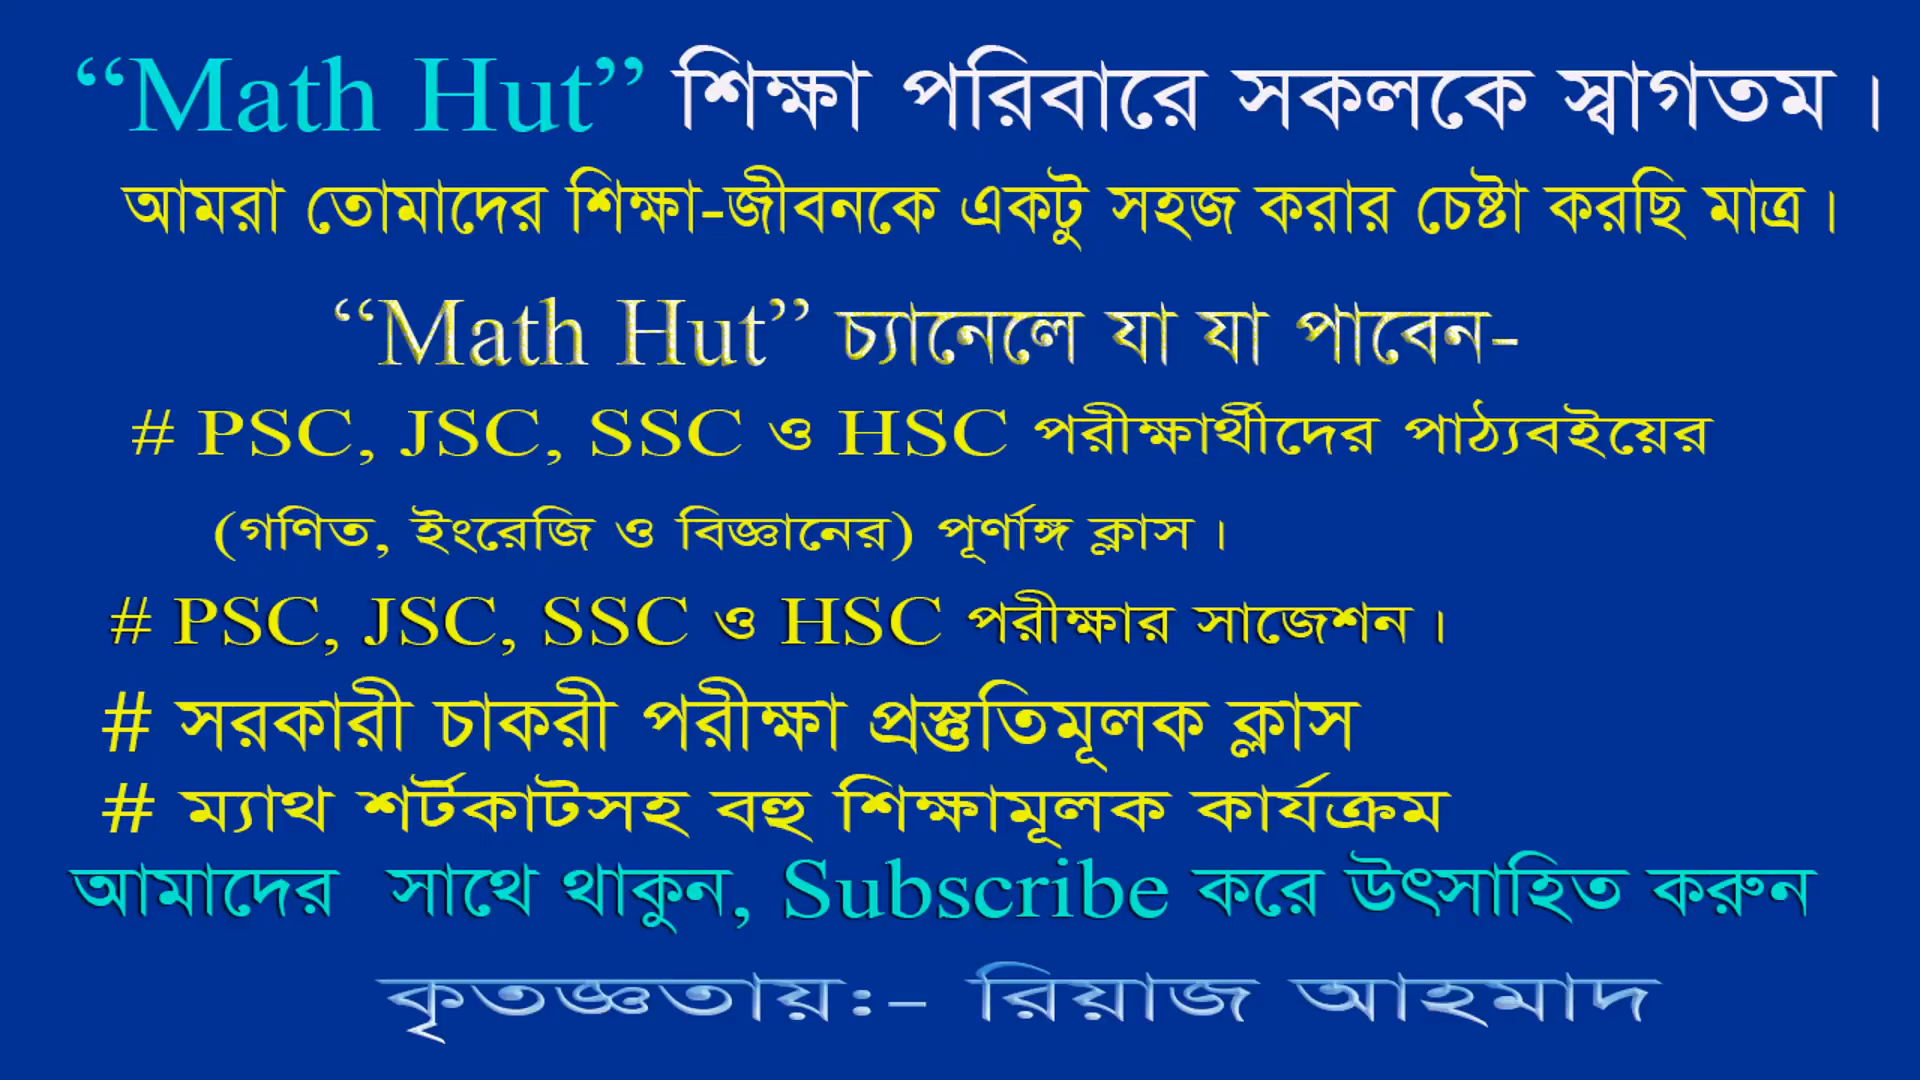 “Math Hut” শিক্ষা পরিবারে সকলকে স্বাগতম।
আমরা তোমাদের শিক্ষা-জীবনকে একটু সহজ করার চেষ্টা করছি মাত্র।
“Math Hut” চ্যানেলে যা যা পাবেন-
# PSC, JSC, SSC ও HSC পরীক্ষার্থীদের পাঠ্যবইয়ের
(গণিত, ইংরেজি ও বিজ্ঞানের) পূর্ণাঙ্গ ক্লাস।
# PSC, JSC, SSC ও HSC পরীক্ষার সাজেশন।
# সরকারী চাকরী পরীক্ষা প্রস্তুতিমূলক ক্লাস
# ম্যাথ শর্টকাটসহ বহু শিক্ষামূলক কার্যক্রম
আমাদের সাথে থাকুন, Subscribe করে উৎসাহিত করুন
কৃতজ্ঞতায়ঃ- রিয়াজ আহমাদ